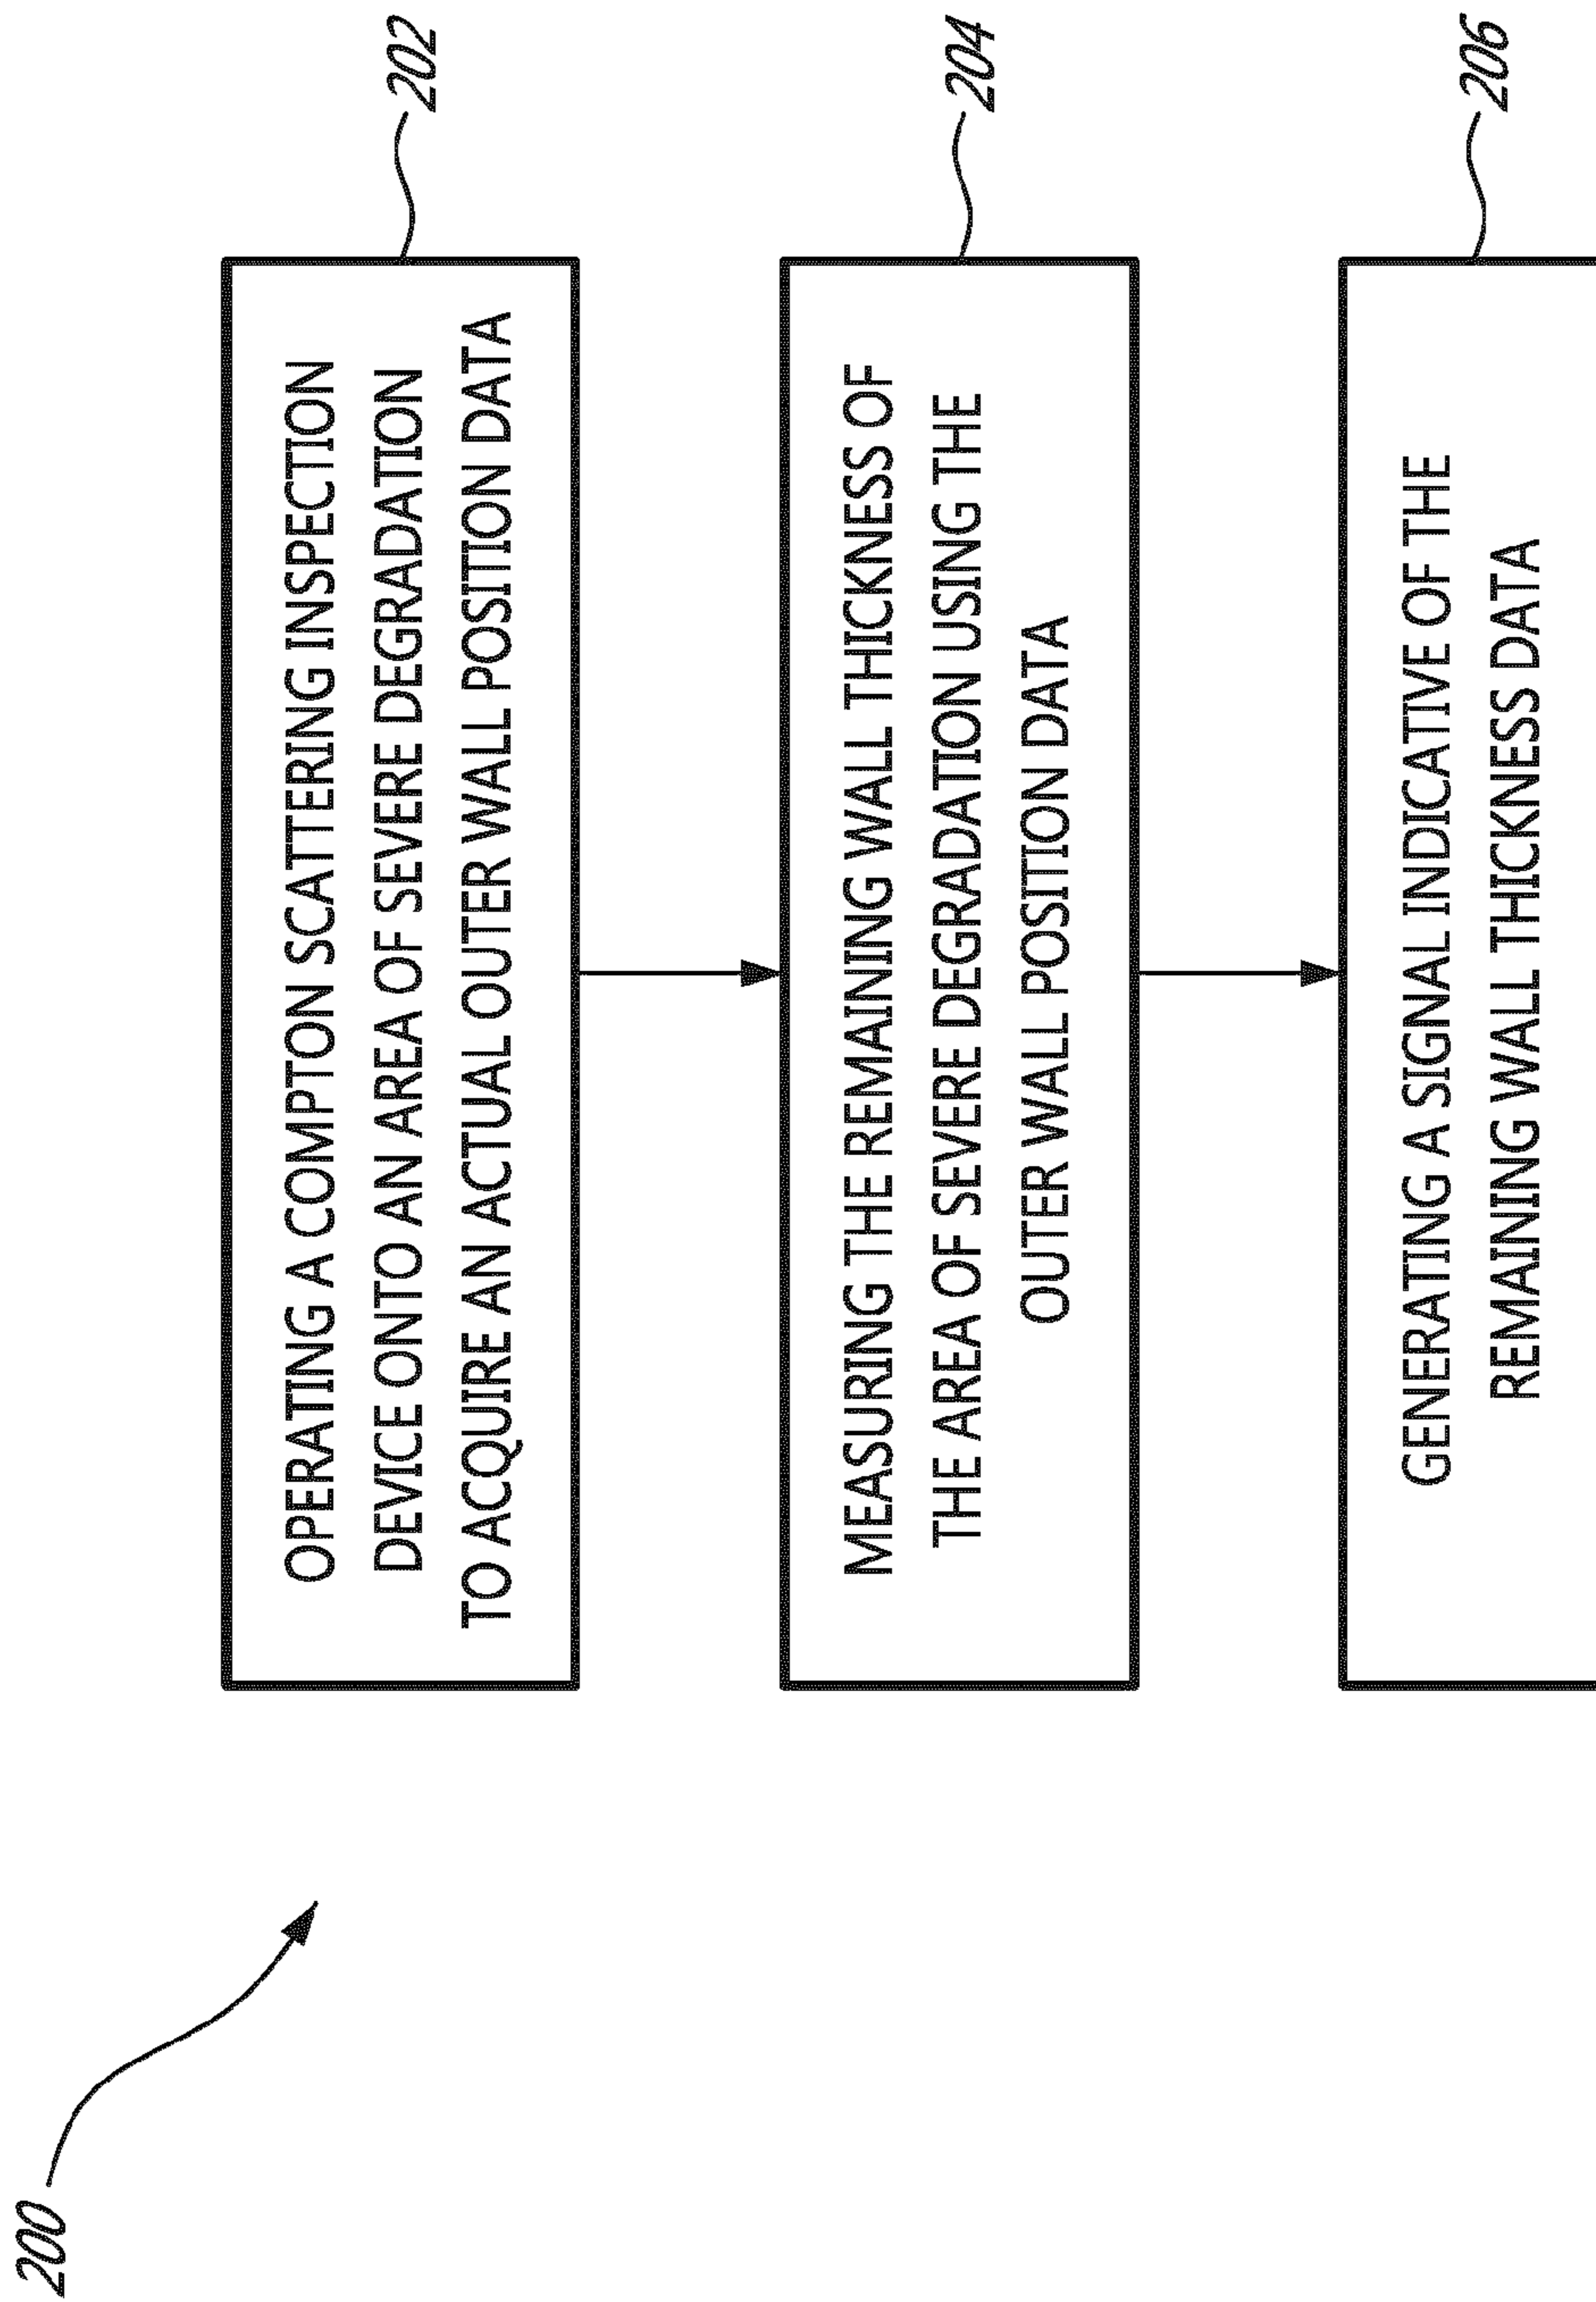 200
OPERATING A COMPTON SCATTERING INSPECTION
DEVICE ONTO AN AREA OF SEVERE DEGRADATION
TO ACQUIRE AN ACTUAL OUTER WALL POSITION DATA
202
MEASURING THE REMAINING WALL THICKNESS OF
THE AREA OF SEVERE DEGRADATION USING THE
OUTER WALL POSITION DATA
204
GENERATING A SIGNAL INDICATIVE OF THE
REMAINING WALL THICKNESS DATA
206